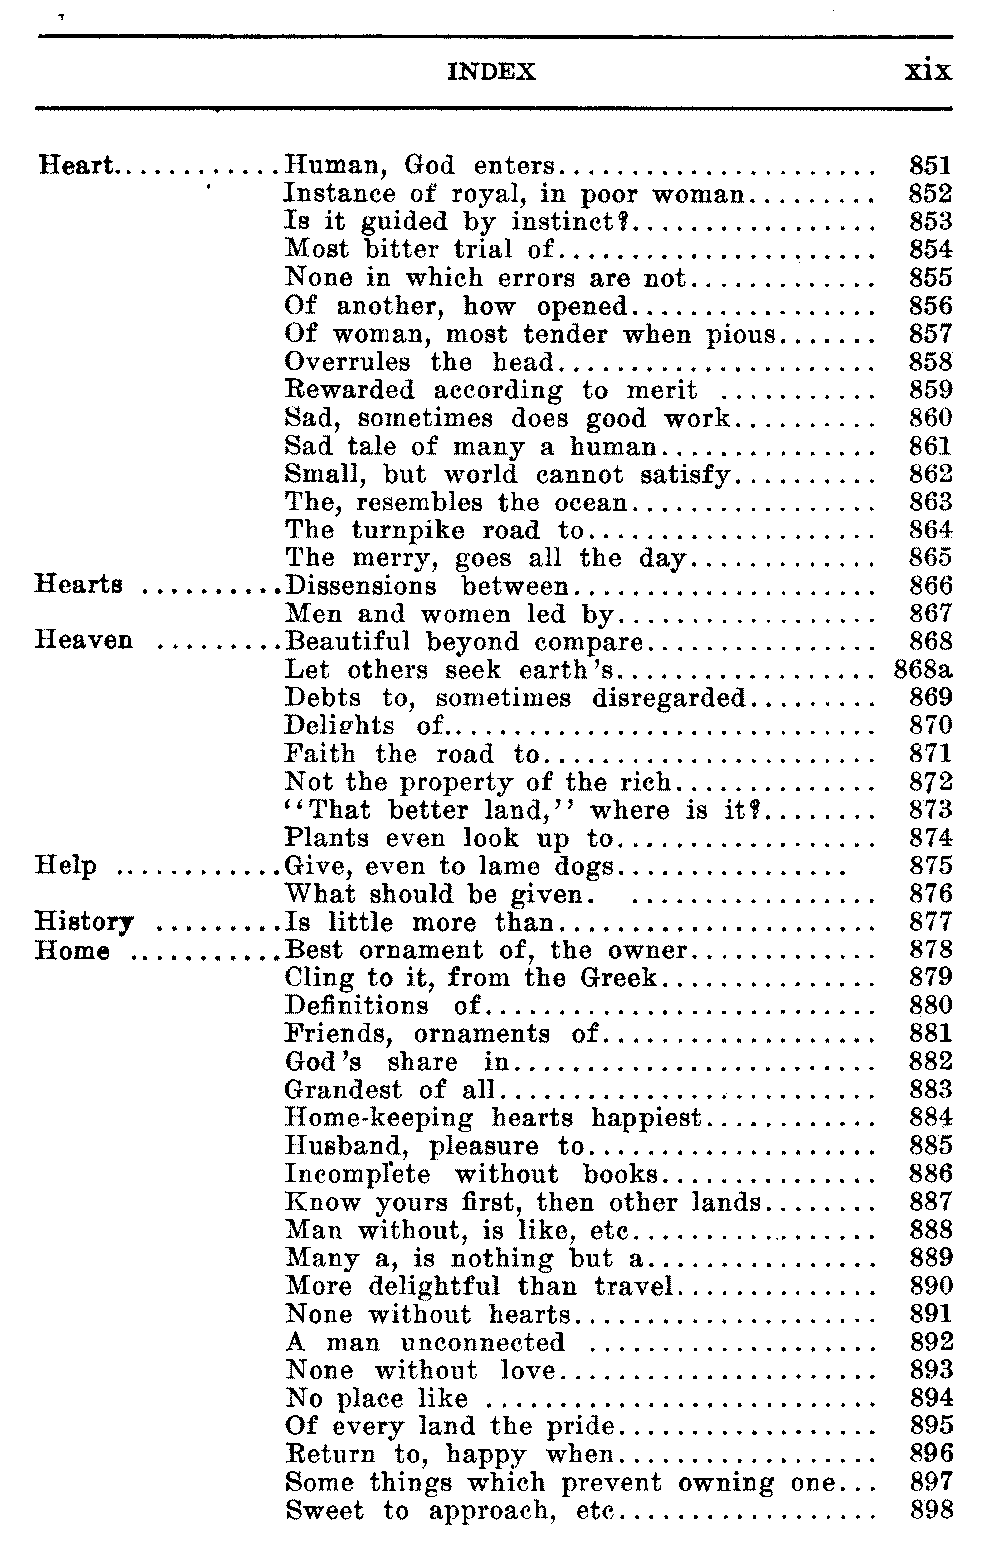 INDEX xix
Heart............Human, God enters...................... 851
Instance of royal, in poor woman......... 852
Is it guided by instinct?................. 853
Most bitter trial of...................... 854
None in which errors are not............. 855
Of another, how opened................. 856
Of woman, most tender when pious....... 857
Overrules the head...................... 858
Rewarded according to merit ........... 859
Sad, sometimes does good work.......... 860
Sad tale of many a human............... 861
Small, but world cannot satisfy.......... 862
The, resembles the ocean................. 863
The turnpike road to.................... 864
The merry, goes all the day............. 865
Hearts ..........Dissensions between..................... 866
Men and women led by.................. 867
Heaven .........Beautiful beyond compare................ 868
Let others seek earth's.................. 868a
Debts to, sometimes disregarded......... 869
Delights of.............................. 870
Faith the road to....................... 871
Not the property of the rich.............. 872
"That better land," where is it?........ 873
Plants even look up to.................. 874
Help ............Give, even to lame dogs................ 875
What should be given. ................. 876
History .........Is little more than...................... 877
Home ...........Best ornament of, the owner............. 878
Cling to it, from the Greek............... 879
Definitions of........................... 880
Friends, ornaments of................... 881
God's share in......................... 882
Grandest of all.......................... 883
Home-keeping hearts happiest............ 884
Husband, pleasure to.................... 885
Incomplete without books............... 886
Know yours first, then other lands........ 887
Man without, is like, etc................. 888
Many a, is nothing but a................ 889
More delightful than travel.............. 890
None without hearts..................... 891
A man unconnected .................... 892
None without love...................... 893
No place like ........................... 894
Of every land the pride.................. 895
Return to, happy when.................. 896
Some things which prevent owning one... 897
Sweet to approach, etc.................. 898